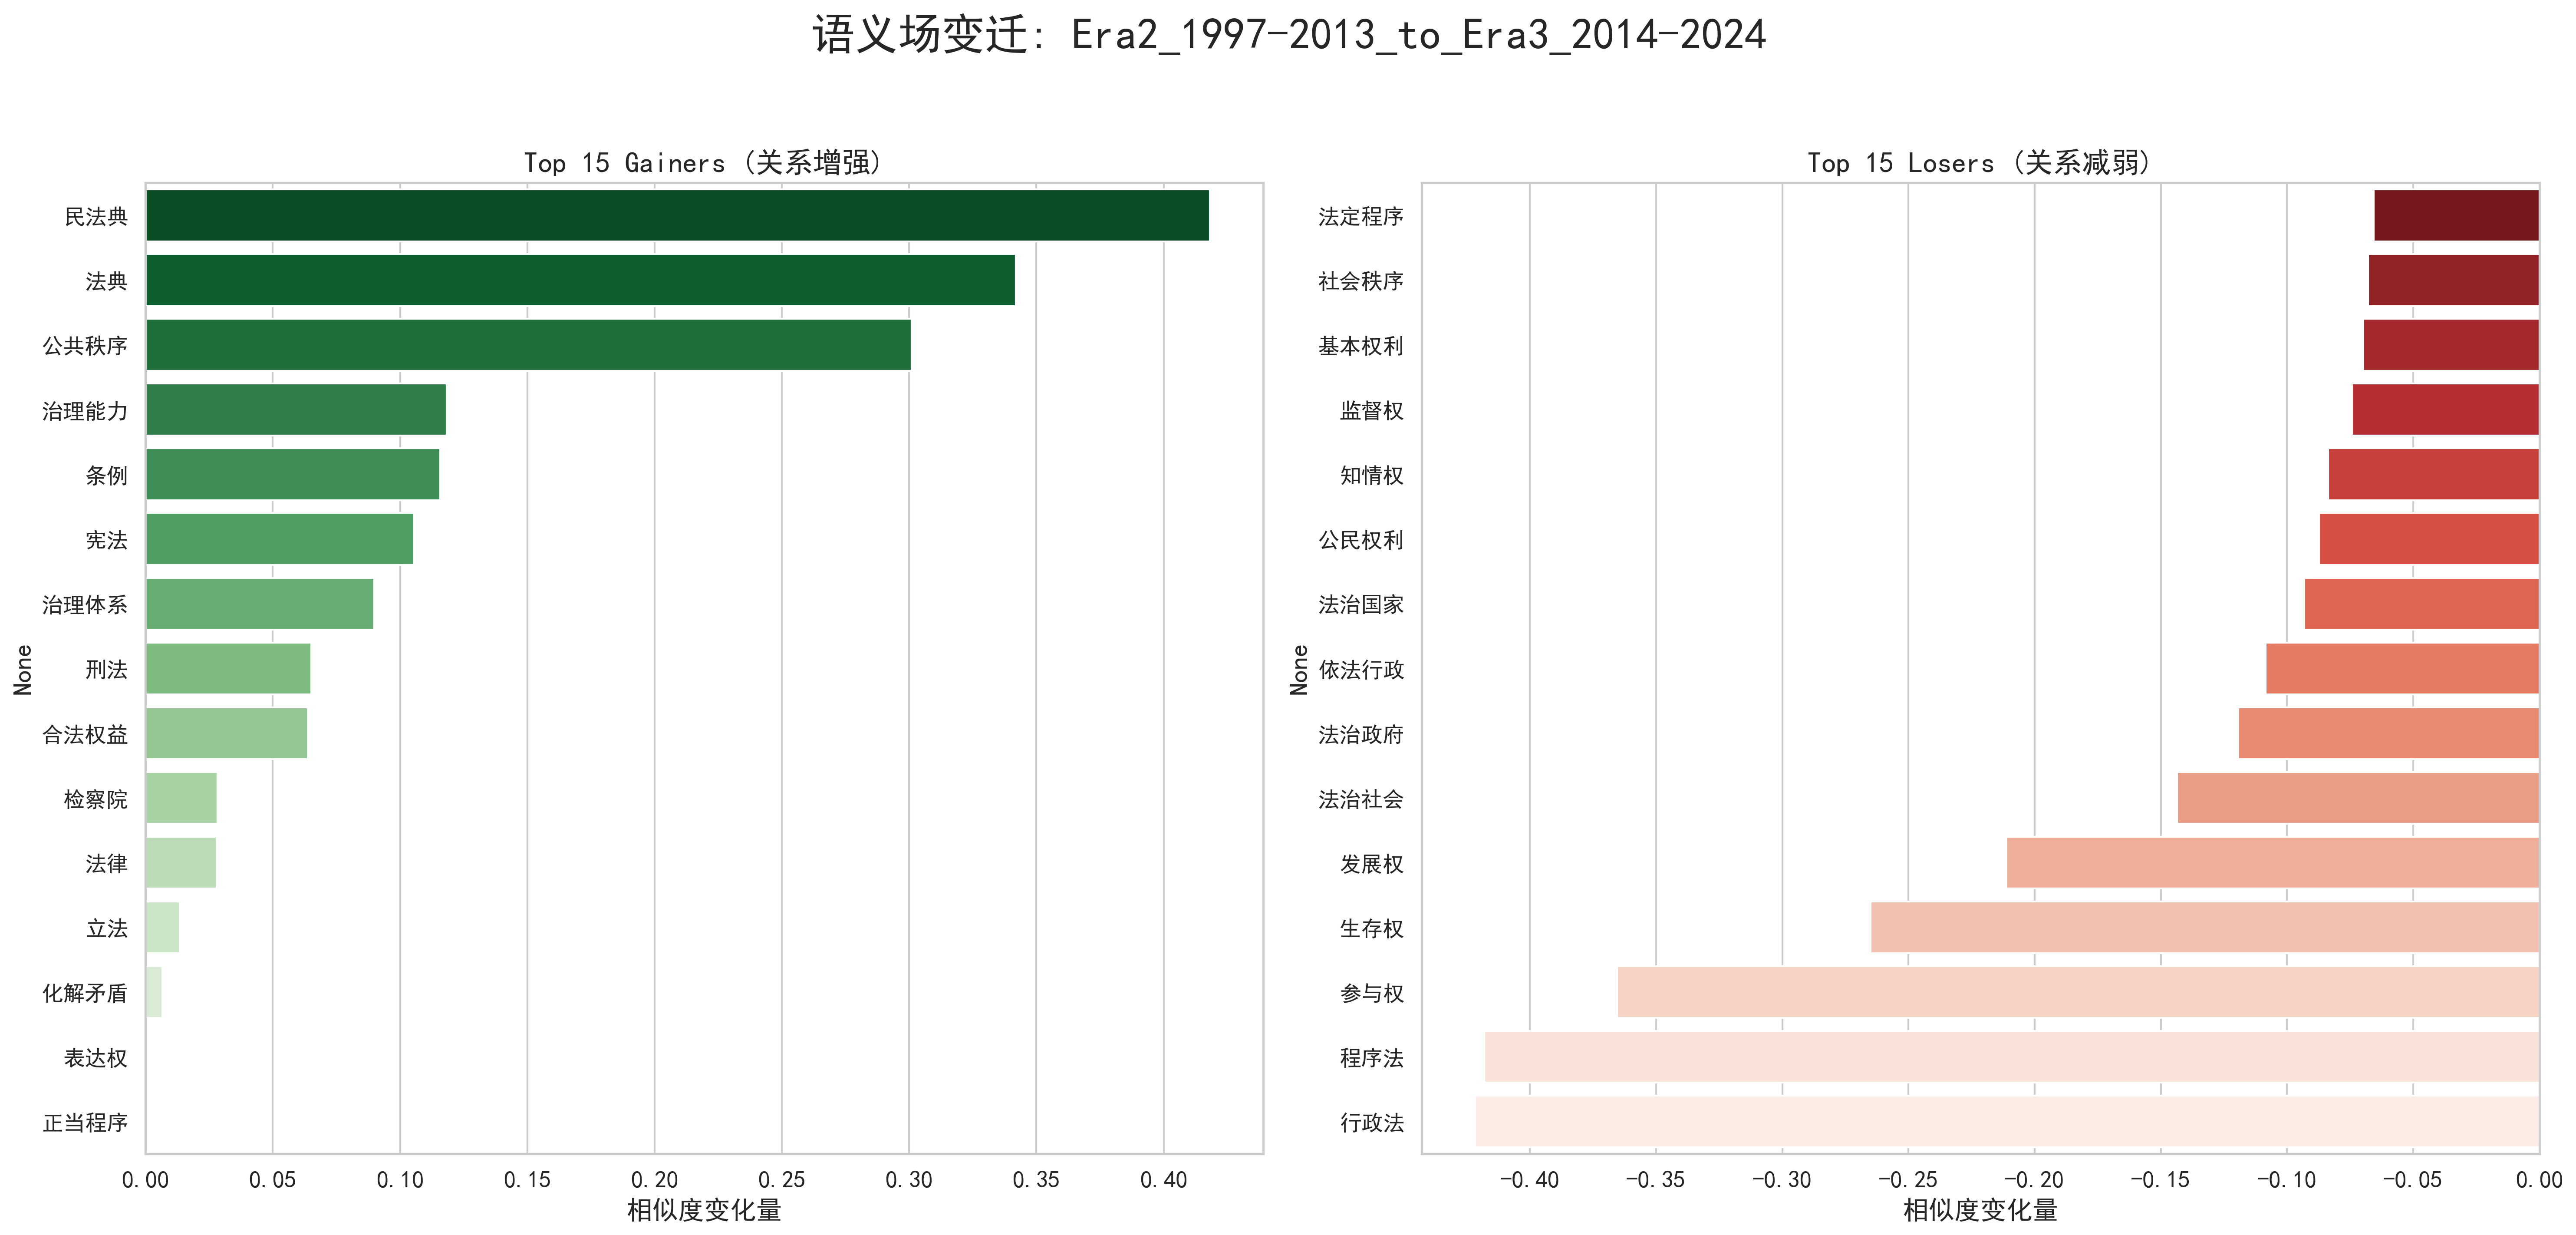 语义场变迁: Era2_1997-2013_to_Era3_2014-2024
Top 15 Gainers (关系增强)
民法典
法典
公共秩序
治理能力
条例
宪法
治理体系
刑法
合法权益
检察院
法律
立法
化解矛盾
表达权
正当程序
None
0.00 0.05 0.10 0.15 0.20 0.25 0.30 0.35 0.40
相似度变化量
Top 15 Losers (关系减弱)
法定程序
社会秩序
基本权利
监督权
知情权
公民权利
法治国家
依法行政
法治政府
法治社会
发展权
生存权
参与权
程序法
行政法
None
-0.40 -0.35 -0.30 -0.25 -0.20 -0.15 -0.10 -0.05 0.00
相似度变化量